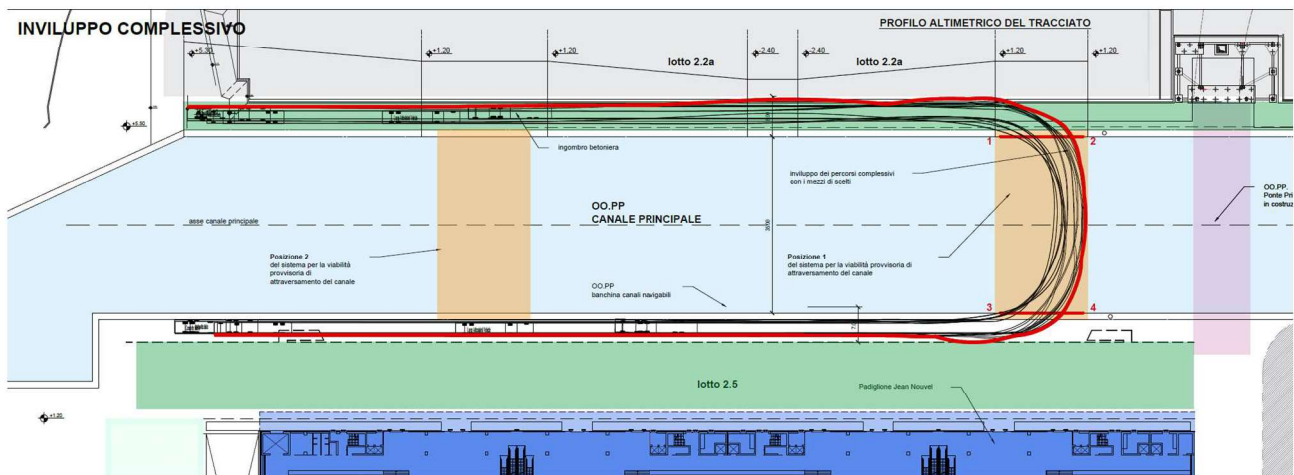 INVILUPPO COMPLESSIVO
PROFILO ALTIMETRICO DEL TRACCIATO
+5.30
+1.20
+1.20
lotto 2.2a
-2.40
-2.40
lotto 2.2a
+1.20
+1.20
ingombro betoniera
1
2
inviluppo dei percorsi complessivi
con i mezzi di scelti
OO.PP
CANALE PRINCIPALE
asse canale principale
OO.PP.
Ponte Pri
in costruz
Posizione 2
del sistema per la viabilità
provvisoria di
attraversamento del canale
Posizione 1
del sistema per la viabilità provvisoria di
attraversamento del canale
OO.PP
banchina canali navigabili
3
4
lotto 2.5
Padiglione Jean Nouvel
+1.20